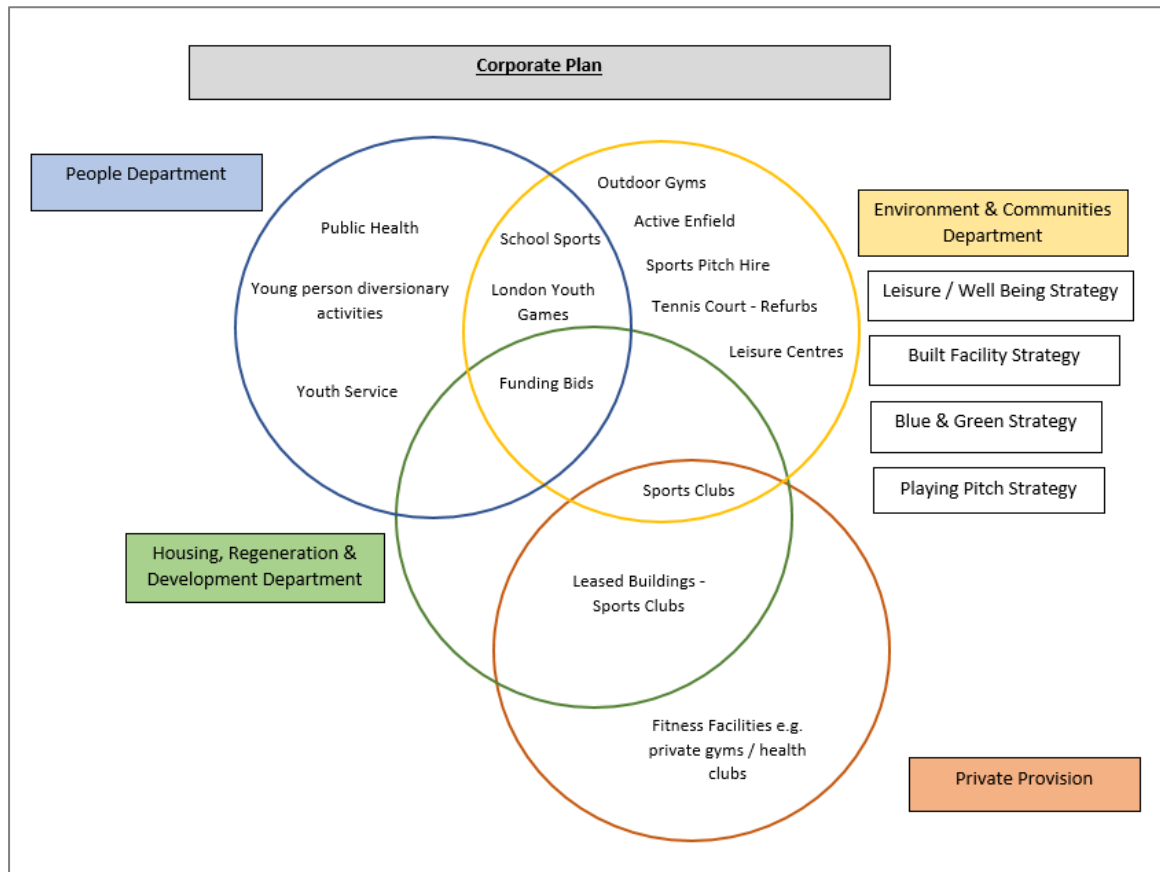 Corporate Plan
People Department
Outdoor Gyms
Environment & Communities
Department
Public Health
School Sports
Active Enfield
Sports Pitch Hire
Leisure / Well Being Strategy
Young person diversionary
activities
London Youth
Games
Tennis Court - Refurbs
Leisure Centres
Built Facility Strategy
Youth Service
Funding Bids
Blue & Green Strategy
Sports Clubs
Playing Pitch Strategy
Housing, Regeneration &
Development Department
Leased Buildings -
Sports Clubs
Fitness Facilities e.g.
private gyms / health
clubs
Private Provision